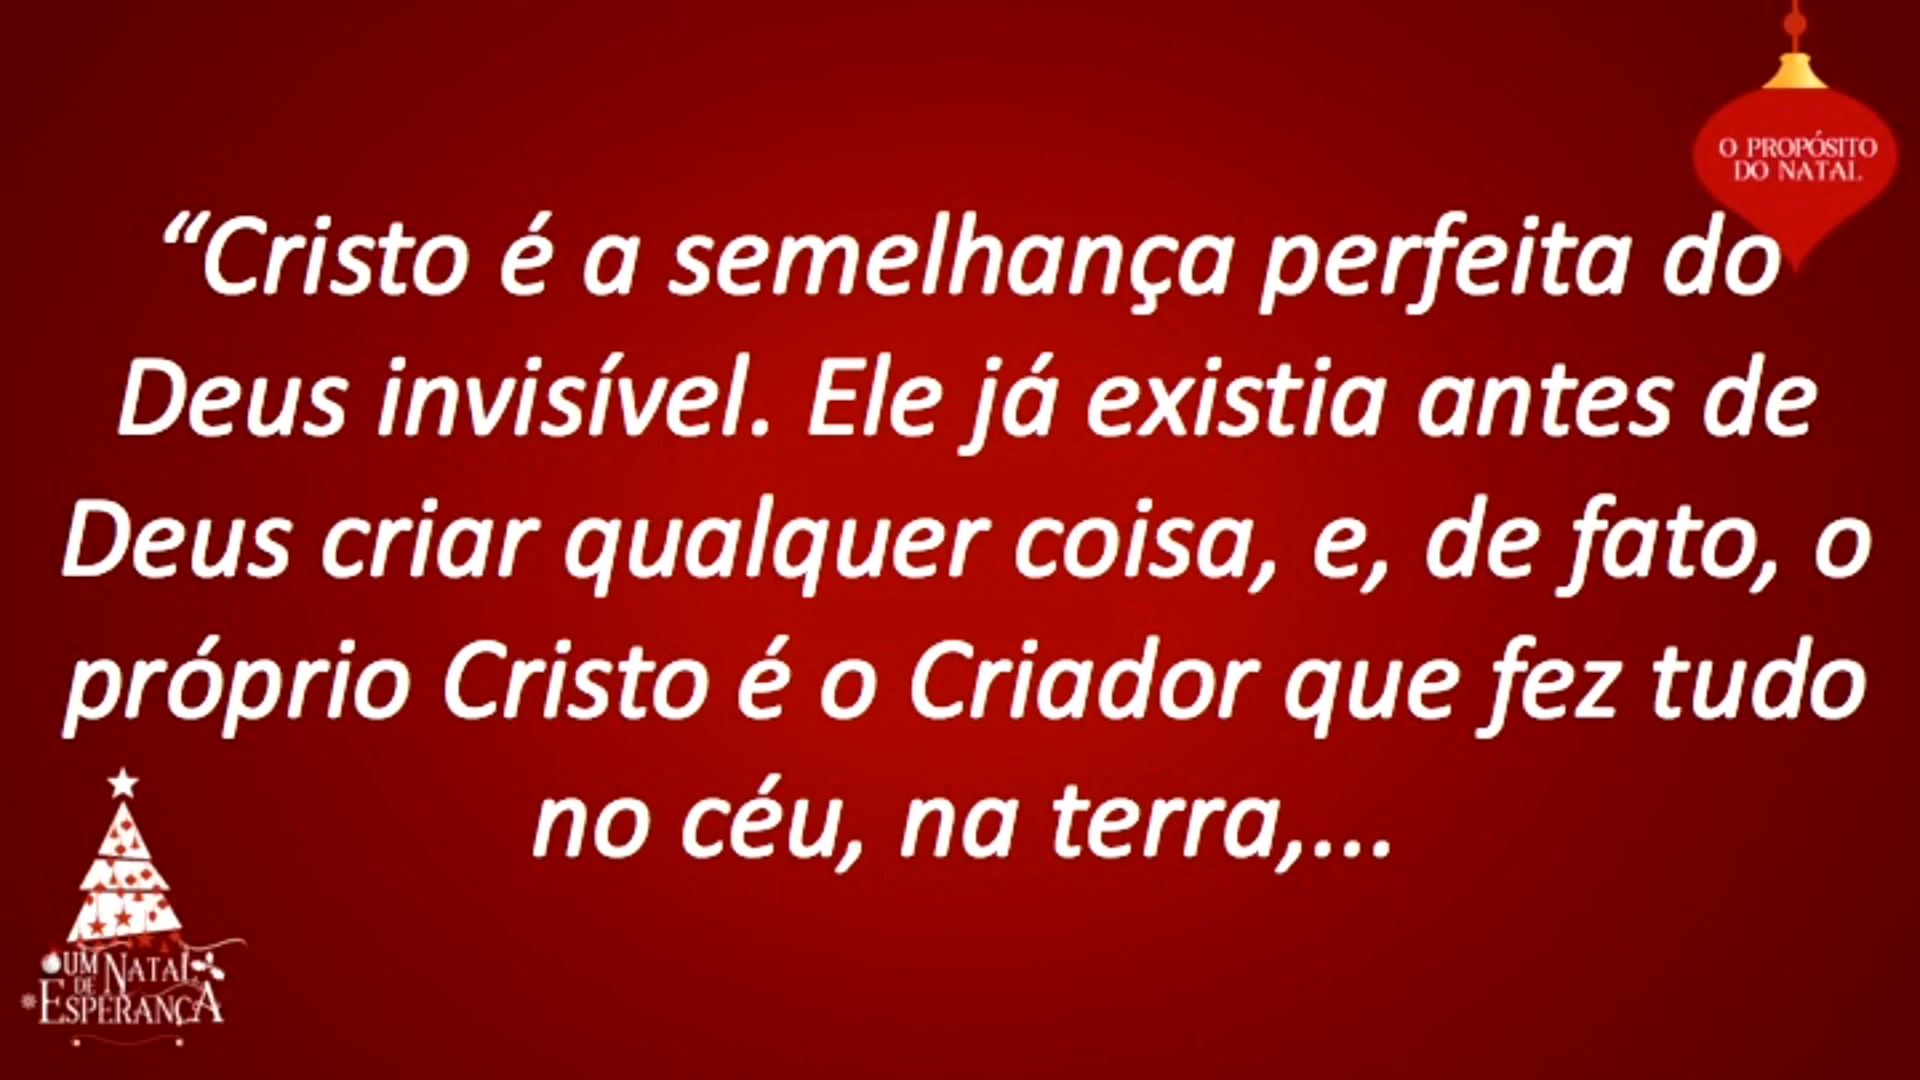 O PROPÓSITO
DO NATAL
“Cristo é a semelhança perfeita do
Deus invisível. Ele já existia antes de
Deus criar qualquer coisa, e, de fato, o
próprio Cristo é o Criador que fez tudo
no céu, na terra,...
UM NATAL
DE
ESPERANÇA